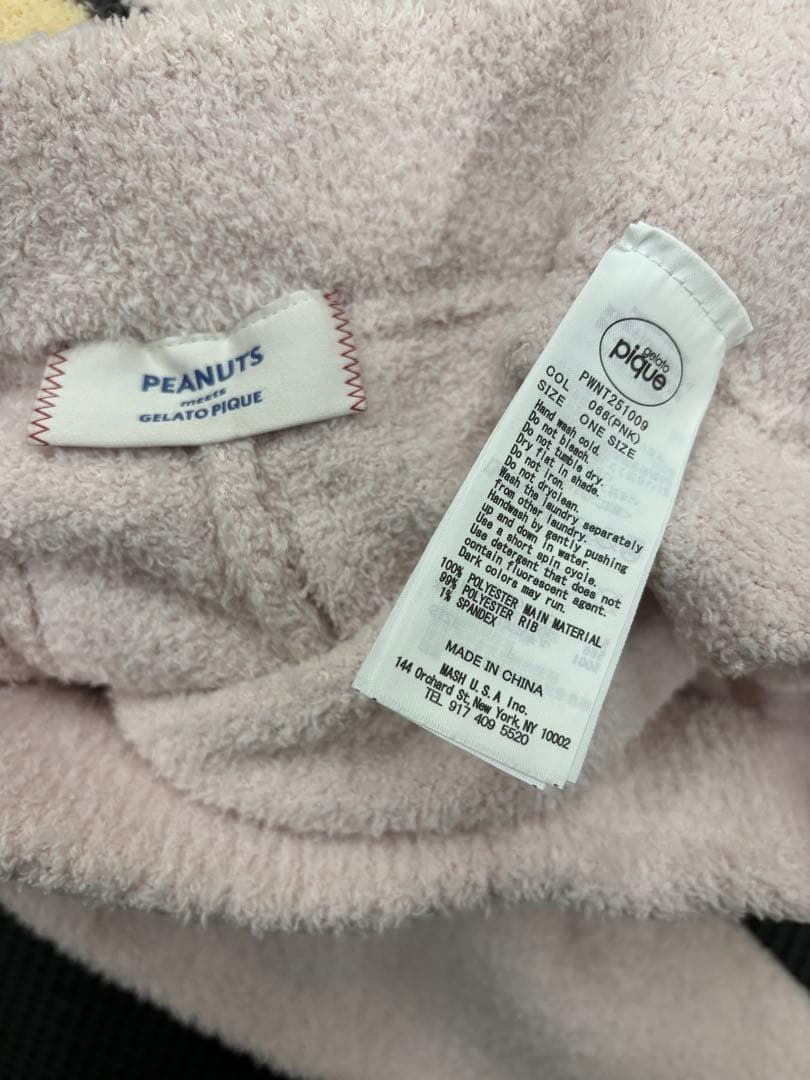 PEANUTS
meets
GELATO PIQUE
gelato
pique
PWNT251009
COL 066(PNK)
SIZE ONE SIZE
Hand wash cold.
Do not bleach.
Do not tumble dry.
Dry flat in shade.
Do not iron.
Do not dryclean.
Wash the laundry separately
from other laundry.
Handwash by gently pushing
up and down in water.
Use a short spin cycle.
Use detergent that does not
contain fluorescent agent.
Dark colors may run.
100% POLYESTER MAIN MATERIAL
99% POLYESTER RIB
1% SPANDEX
MADE IN CHINA
MASH U.S.A Inc.
144 Orchard St, New York, NY 10002
TEL 917 409 5520